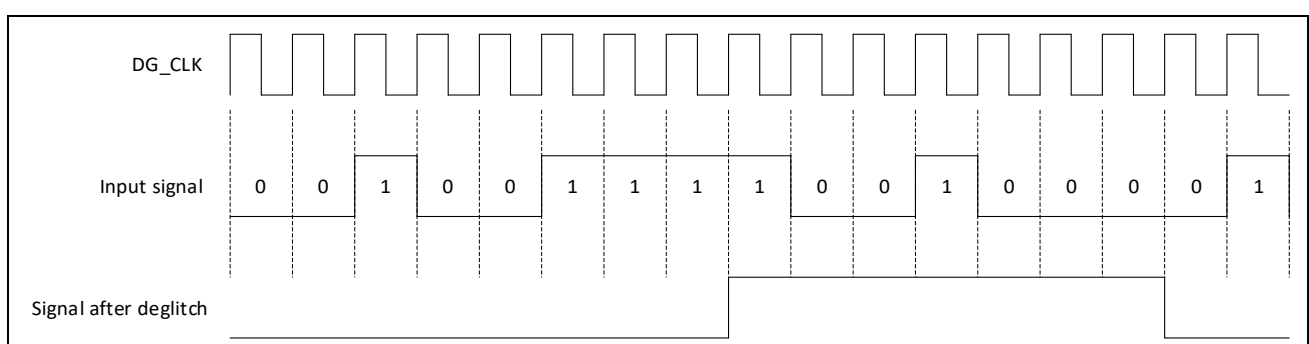 DG_CLK
Input signal 0 0 1 0 0 1 1 1 1 0 0 1 0 0 0 0 1
Signal after deglitch